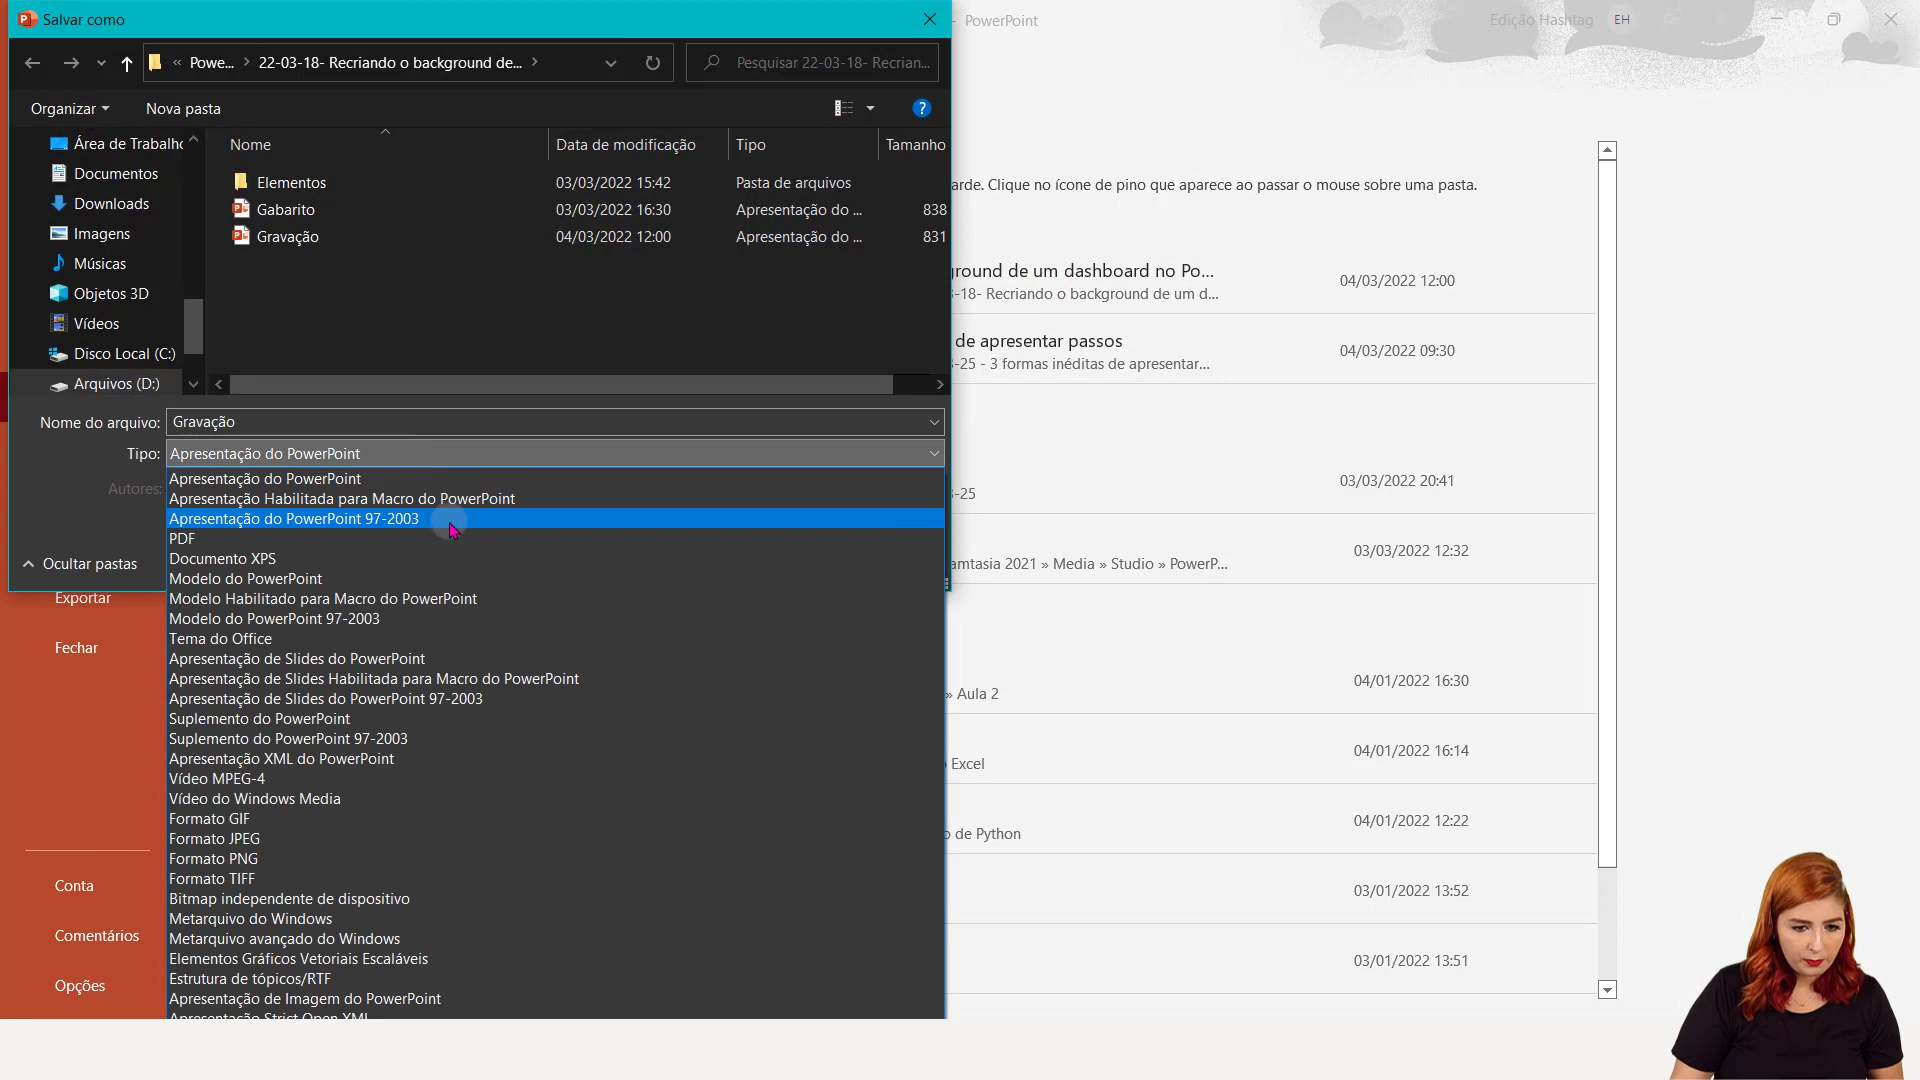 Salvar como
- PowerPoint
Edição Hashtag
EH
« Powe... > 22-03-18- Recriando o background de... >
Pesquisar 22-03-18- Recrian...
Organizar
Nova pasta
Nome
Data de modificação
Tipo
Tamanho
Área de Trabalho
Documentos
Downloads
Imagens
Músicas
Objetos 3D
Vídeos
Disco Local (C:)
Arquivos (D:)
Elementos
03/03/2022 15:42
Pasta de arquivos
Gabarito
03/03/2022 16:30
Apresentação do ...
838
Gravação
04/03/2022 12:00
Apresentação do ...
831
Nome do arquivo:
Gravação
Tipo:
Apresentação do PowerPoint
Autores:
Ocultar pastas
Apresentação do PowerPoint
Apresentação Habilitada para Macro do PowerPoint
Apresentação do PowerPoint 97-2003
PDF
Documento XPS
Modelo do PowerPoint
Modelo Habilitado para Macro do PowerPoint
Modelo do PowerPoint 97-2003
Tema do Office
Apresentação de Slides do PowerPoint
Apresentação de Slides Habilitada para Macro do PowerPoint
Apresentação de Slides do PowerPoint 97-2003
Suplemento do PowerPoint
Suplemento do PowerPoint 97-2003
Apresentação XML do PowerPoint
Vídeo MPEG-4
Vídeo do Windows Media
Formato GIF
Formato JPEG
Formato PNG
Formato TIFF
Bitmap independente de dispositivo
Metarquivo do Windows
Metarquivo avançado do Windows
Elementos Gráficos Vetoriais Escaláveis
Estrutura de tópicos/RTF
Apresentação de Imagem do PowerPoint
Apresentação Strict Open XML
Exportar
Fechar
Conta
Comentários
Opções
arde. Clique no ícone de pino que aparece ao passar o mouse sobre uma pasta.
ground de um dashboard no Po...
3-18- Recriando o background de um d...
04/03/2022 12:00
de apresentar passos
3-25 - 3 formas inéditas de apresentar...
04/03/2022 09:30
3-25
03/03/2022 20:41
amtasia 2021 » Media » Studio » PowerP...
03/03/2022 12:32
» Aula 2
04/01/2022 16:30
Excel
04/01/2022 16:14
o de Python
04/01/2022 12:22
03/01/2022 13:52
03/01/2022 13:51